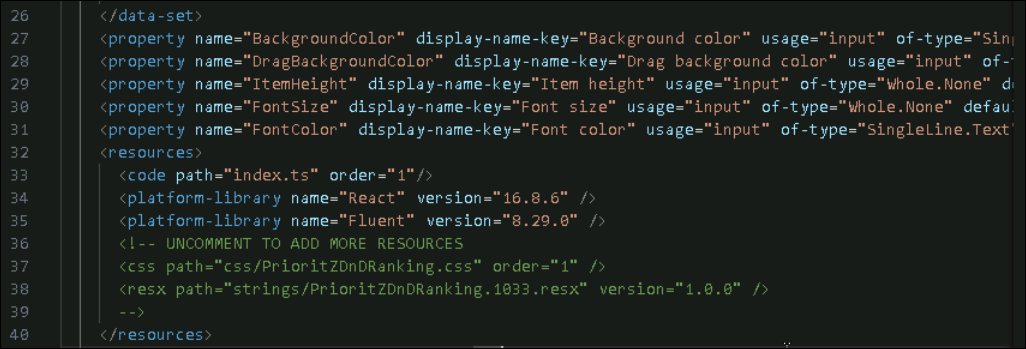 26 </data-set>
27 <property name="BackgroundColor" display-name-key="Background color" usage="input" of-type="Sin
28 <property name="DragBackgroundColor" display-name-key="Drag background color" usage="input" of-
29 <property name="ItemHeight" display-name-key="Item height" usage="input" of-type="Whole.None" d
30 <property name="FontSize" display-name-key="Font size" usage="input" of-type="Whole.None" defau
31 <property name="FontColor" display-name-key="Font color" usage="input" of-type="SingleLine.Text"
32 <resources>
33 <code path="index.ts" order="1"/>
34 <platform-library name="React" version="16.8.6" />
35 <platform-library name="Fluent" version="8.29.0" />
36 <!-- UNCOMMENT TO ADD MORE RESOURCES
37 <css path="css/PrioritZDnDRanking.css" order="1" />
38 <resx path="strings/PrioritZDnDRanking.1033.resx" version="1.0.0" />
39 -->
40 </resources>